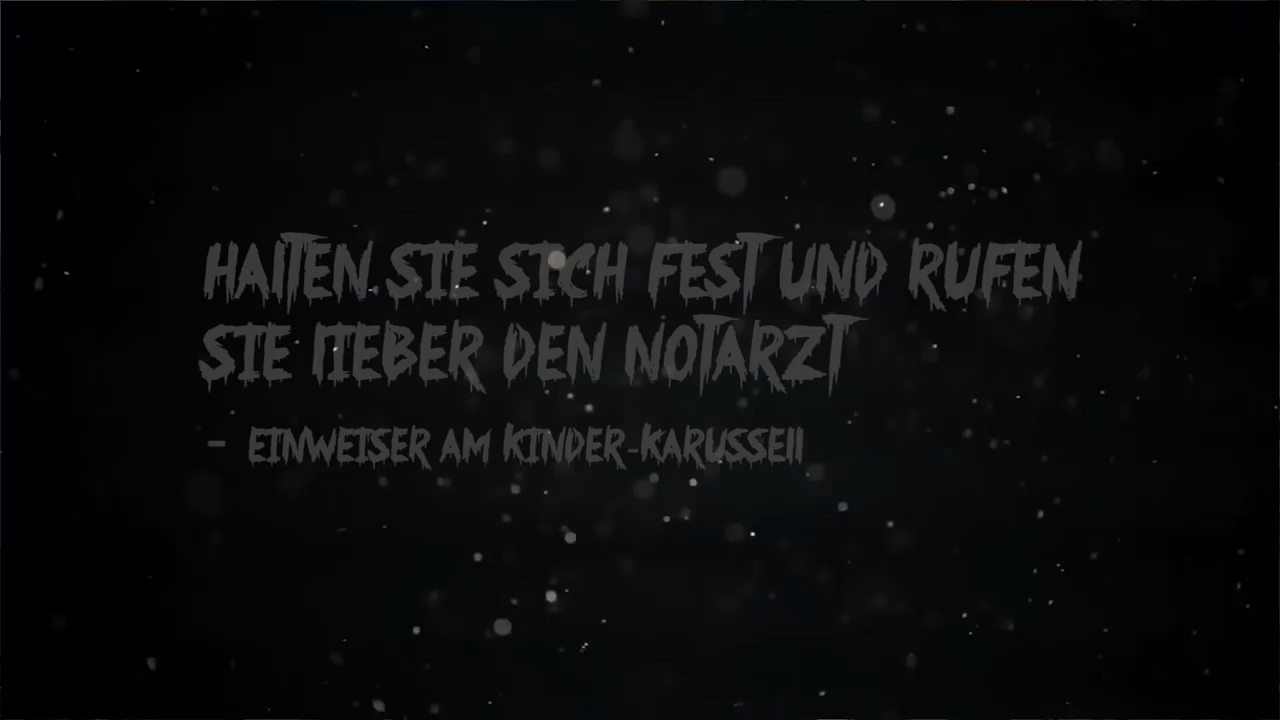 HALTEN SIE SICH FEST UND RUFEN
SIE LIEBER DEN NOTARZT
- EINWEISER AM KINDER-KARUSSELL